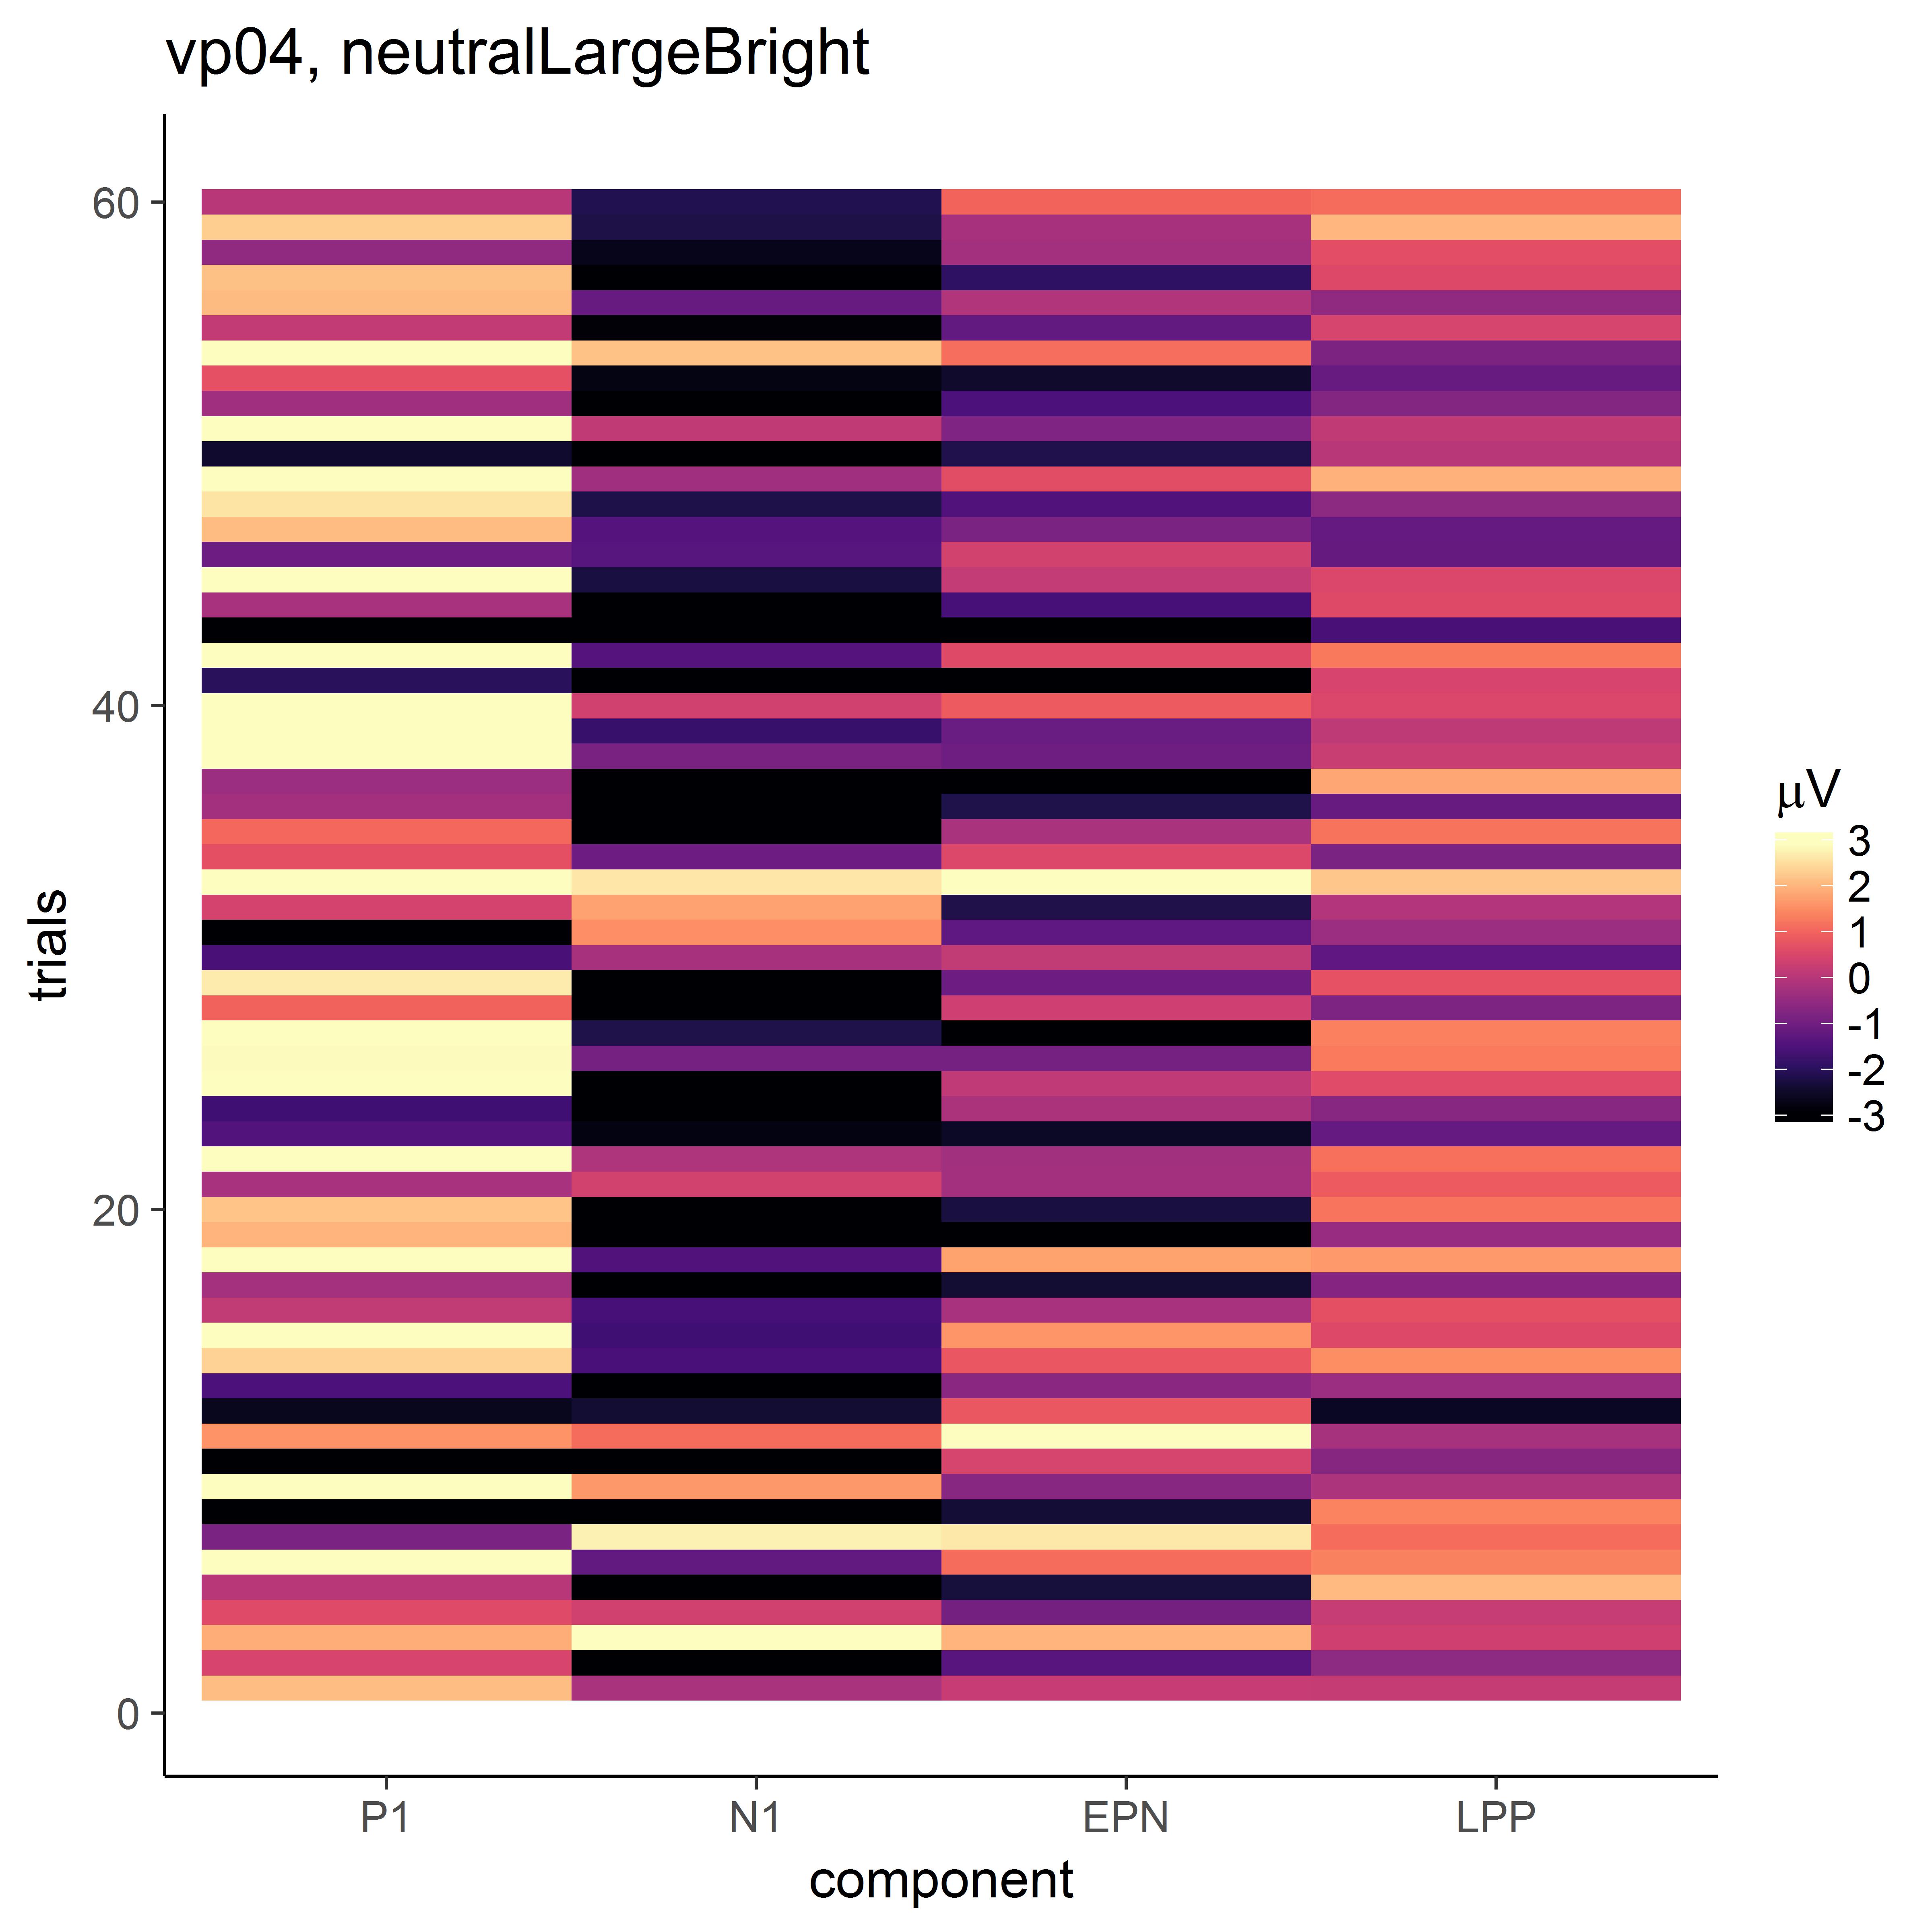 vp04, neutralLargeBright
60
40
20
0
trials
P1 N1 EPN LPP
component
μV
3
2
1
0
-1
-2
-3